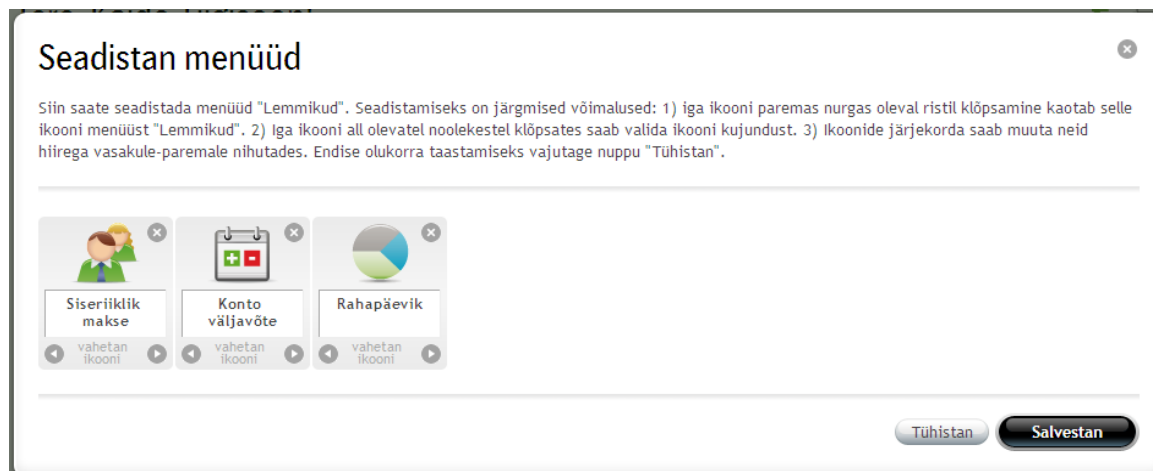 Seadistan menüüd
Siin saate seadistada menüüd "Lemmikud". Seadistamiseks on järgmised võimalused: 1) iga ikooni paremas nurgas oleval ristil klõpsamine kaotab selle
ikooni menüüst "Lemmikud". 2) Iga ikooni all olevatel noolekestel klõpsates saab valida ikooni kujundust. 3) Ikoonide järjekorda saab muuta neid
hiirega vasakule-paremale nihutades. Endise olukorra taastamiseks vajutage nuppu "Tühistan".
Siseriiklik
makse
vahetan
ikooni
Konto
väljavõte
vahetan
ikooni
Rahapäevik
vahetan
ikooni
Tühistan
Salvestan